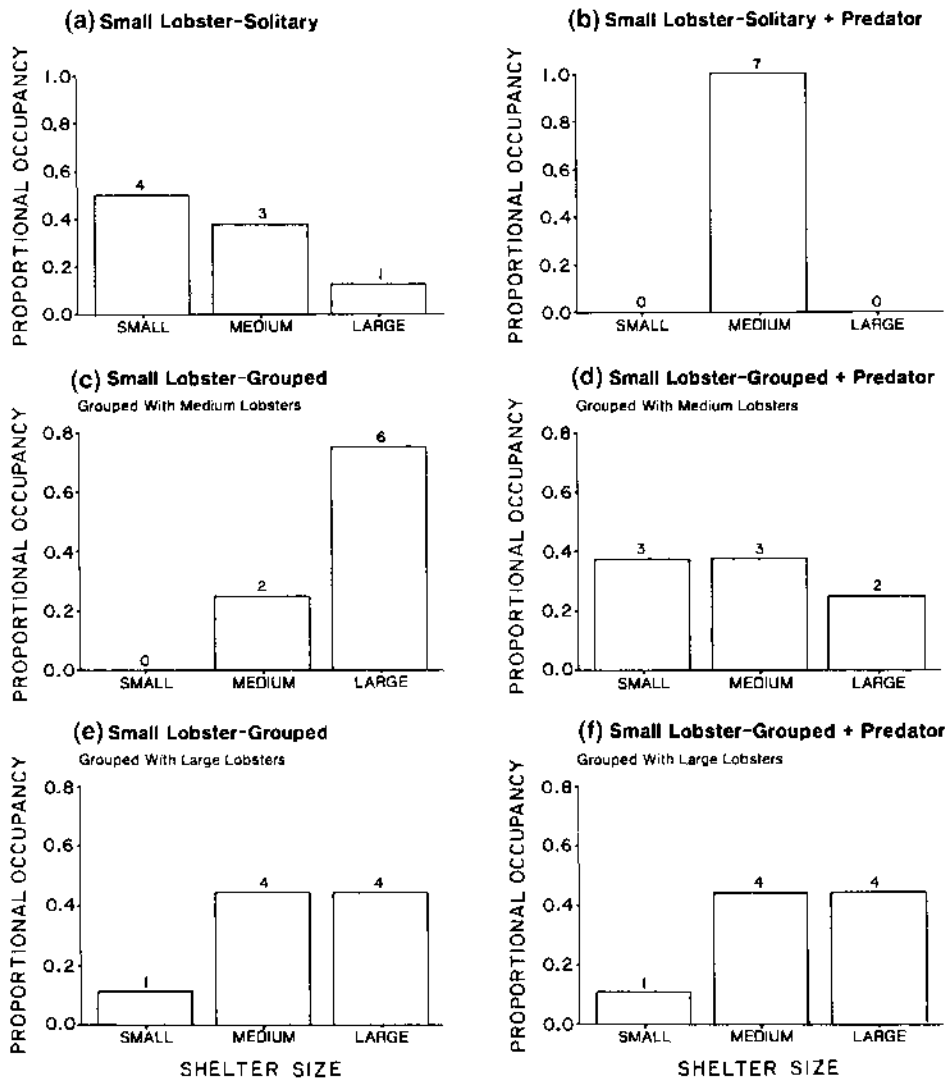 (a) Small Lobster-Solitary
PROPORTIONAL OCCUPANCY
1.0
0.8
0.6
0.4
0.2
0.0
4
3
1
SMALL MEDIUM LARGE
(b) Small Lobster-Solitary + Predator
PROPORTIONAL OCCUPANCY
1.0
0.8
0.6
0.4
0.2
0.0
0
7
0
SMALL MEDIUM LARGE
(c) Small Lobster-Grouped
Grouped With Medium Lobsters
PROPORTIONAL OCCUPANCY
0.8
0.6
0.4
0.2
0.0
0
2
6
SMALL MEDIUM LARGE
(d) Small Lobster-Grouped + Predator
Grouped With Medium Lobsters
PROPORTIONAL OCCUPANCY
0.8
0.6
0.4
0.2
0.0
3
3
2
SMALL MEDIUM LARGE
(e) Small Lobster-Grouped
Grouped With Large Lobsters
PROPORTIONAL OCCUPANCY
0.8
0.6
0.4
0.2
0.0
1
4
4
SMALL MEDIUM LARGE
SHELTER SIZE
(f) Small Lobster-Grouped + Predator
Grouped With Large Lobsters
PROPORTIONAL OCCUPANCY
0.8
0.6
0.4
0.2
0.0
1
4
4
SMALL MEDIUM LARGE
SHELTER SIZE